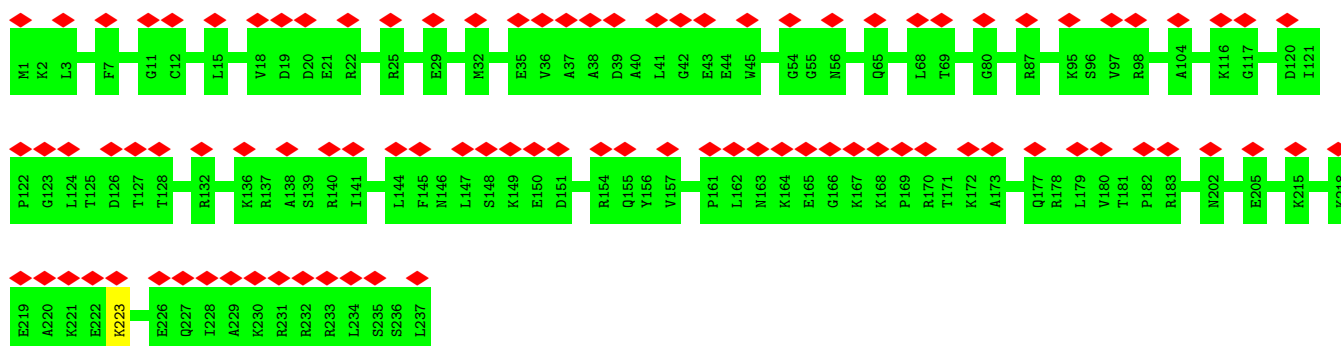 M1 K2 L3 F7 G11 C12 L15 V18 D19 D20 E21 R22 R25 E29 M32 E35 V36 A37 A38 D39 A40 L41 G42 E43 E44 W45 G54 G55 N56 Q65 L68 T69 G80 R87 K95 S96 V97 R98 A104 K116 G117 D120 I121
P122 G123 L124 T125 D126 T127 T128 R132 K136 R137 A138 S139 R140 I141 L144 F145 N146 L147 S148 K149 E150 D151 R154 Q155 Y156 V157 P161 L162 N163 K164 E165 G166 K167 K168 P169 R170 T171 K172 A173 Q177 R178 L179 V180 T181 P182 R183 N202 E205 K215 K218
E219 A220 K221 E222 K223 E226 Q227 I228 A229 K230 R231 R232 R233 L234 S235 S236 L237